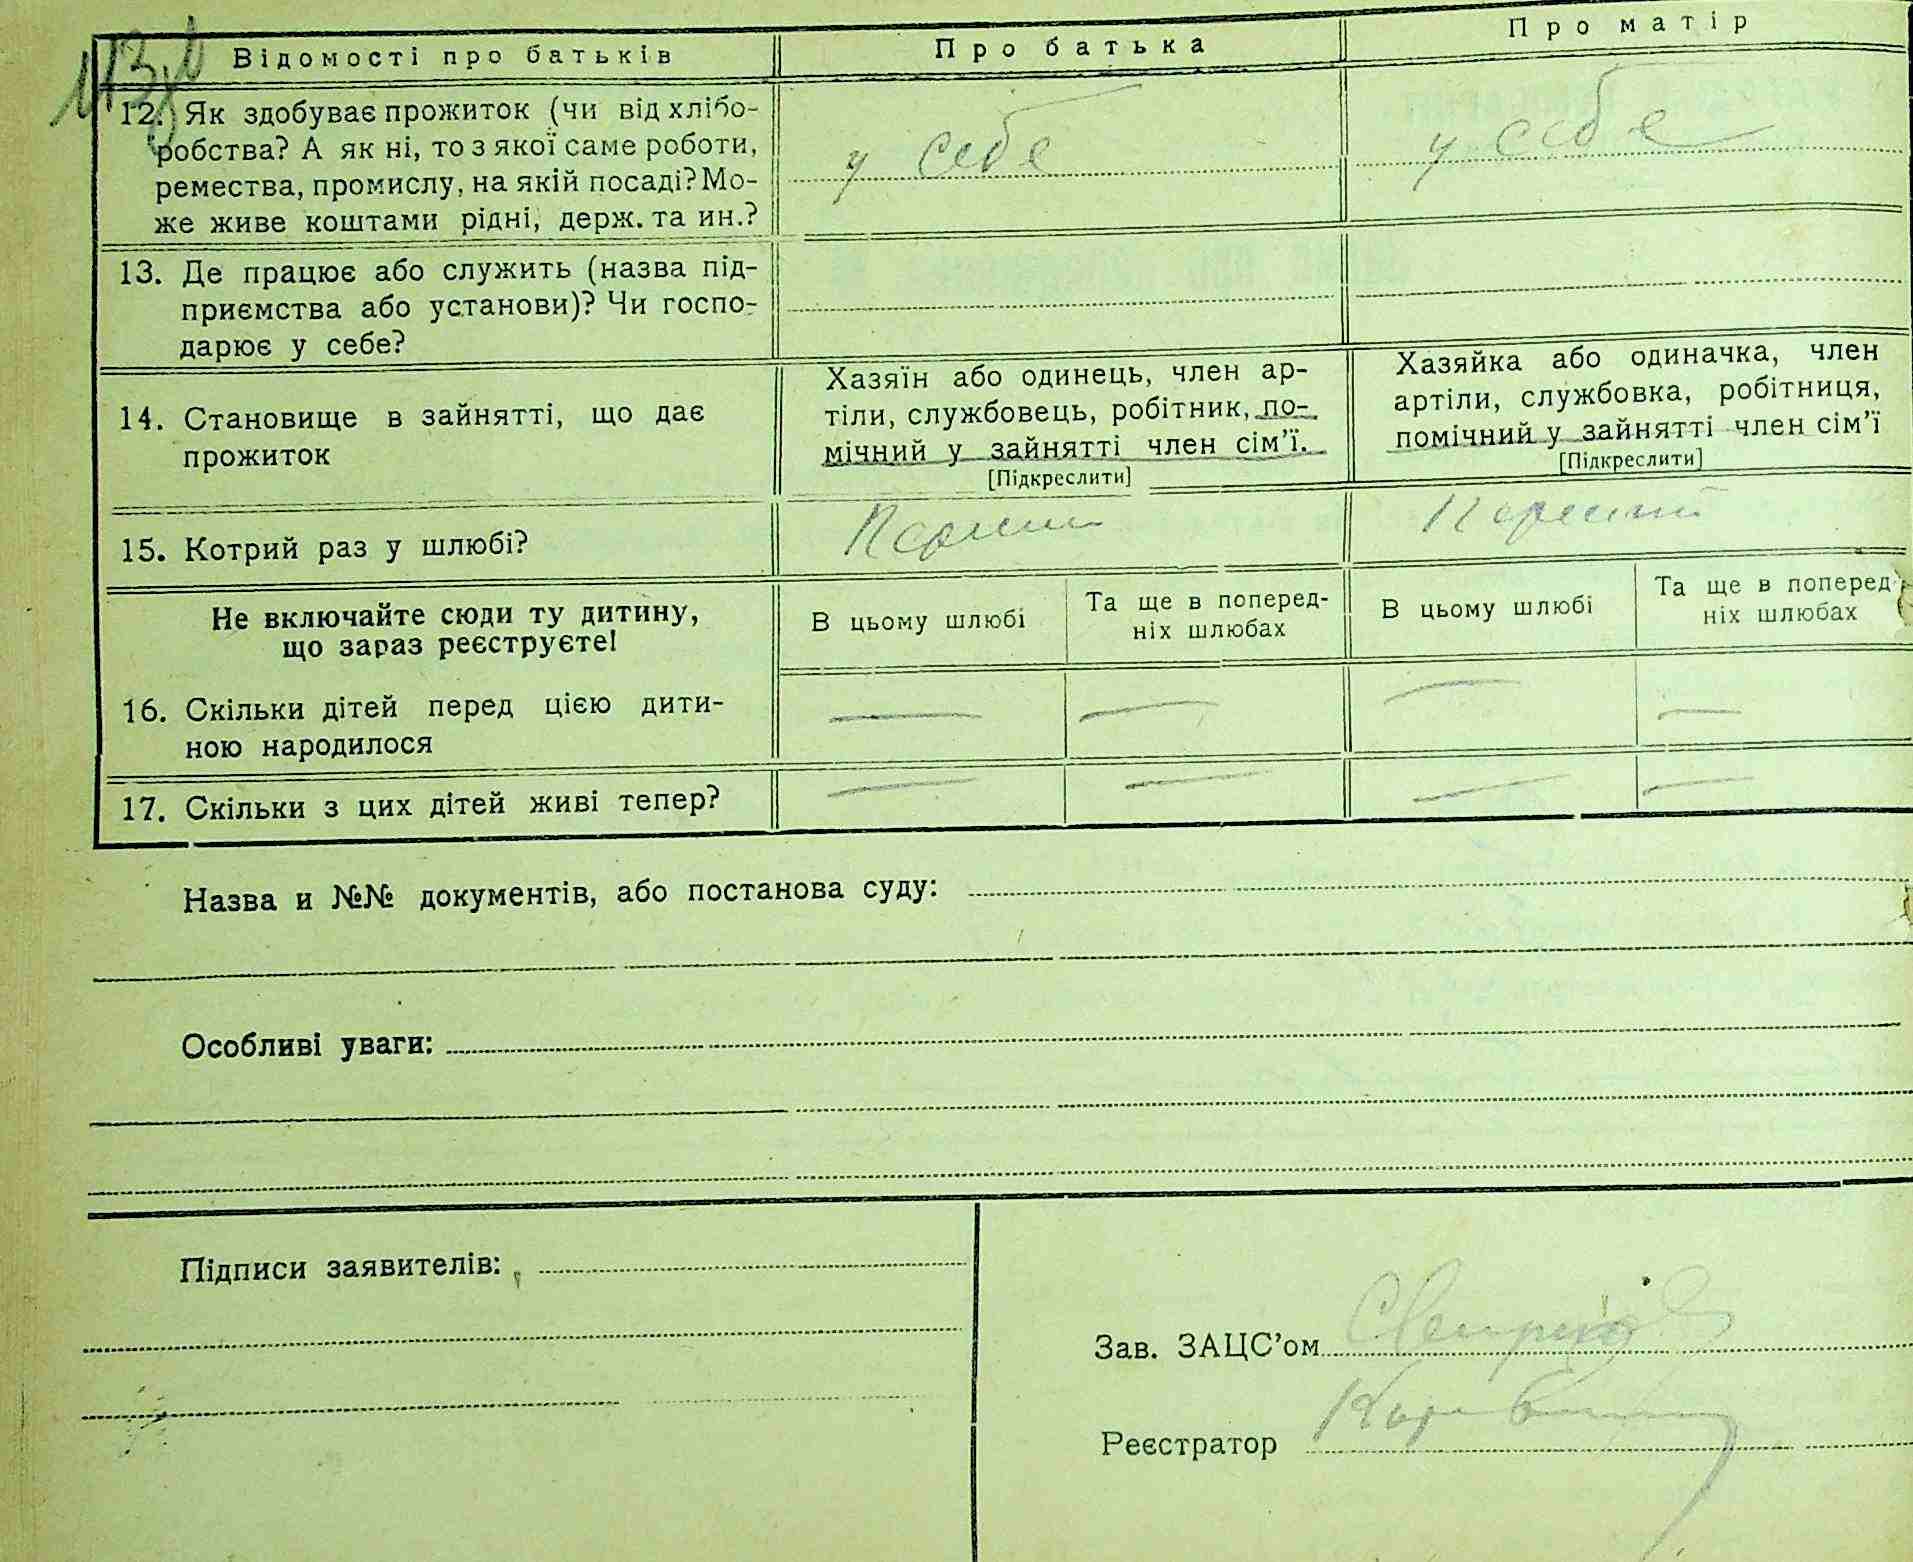 Відомості про батьків
Про батька
Про матір
12. Як здобуває прожиток (чи від хлібо-
робства? А як ні, то з якої саме роботи,
ремества, промислу, на якій посаді? Мо-
же живе коштами рідні, держ. та ин.?
у себе
у себе
13. Де працює або служить (назва під-
приємства або установи)? Чи госпо-
дарює у себе?
14. Становище в зайнятті, що дає
прожиток
Хазяїн або одинець, член ар-
тіли, службовець, робітник, по-
мічний у зайнятті член сім’ї.
[Підкреслити]
Хазяйка або одиначка, член
артіли, службовка, робітниця,
помічний у зайнятті член сім’ї
[Підкреслити]
15. Котрий раз у шлюбі?
Не включайте сюди ту дитину,
що зараз реєструєте!
В цьому шлюбі
Та ще в поперед-
ніх шлюбах
В цьому шлюбі
Та ще в поперед-
ніх шлюбах
16. Скільки дітей перед цією дити-
ною народилося
— — — —
17. Скільки з цих дітей живі тепер?
— — — —
Назва и №№ документів, або постанова суду:
Особливі уваги:
Підписи заявителів:
Зав. ЗАЦС’ом
Реєстратор